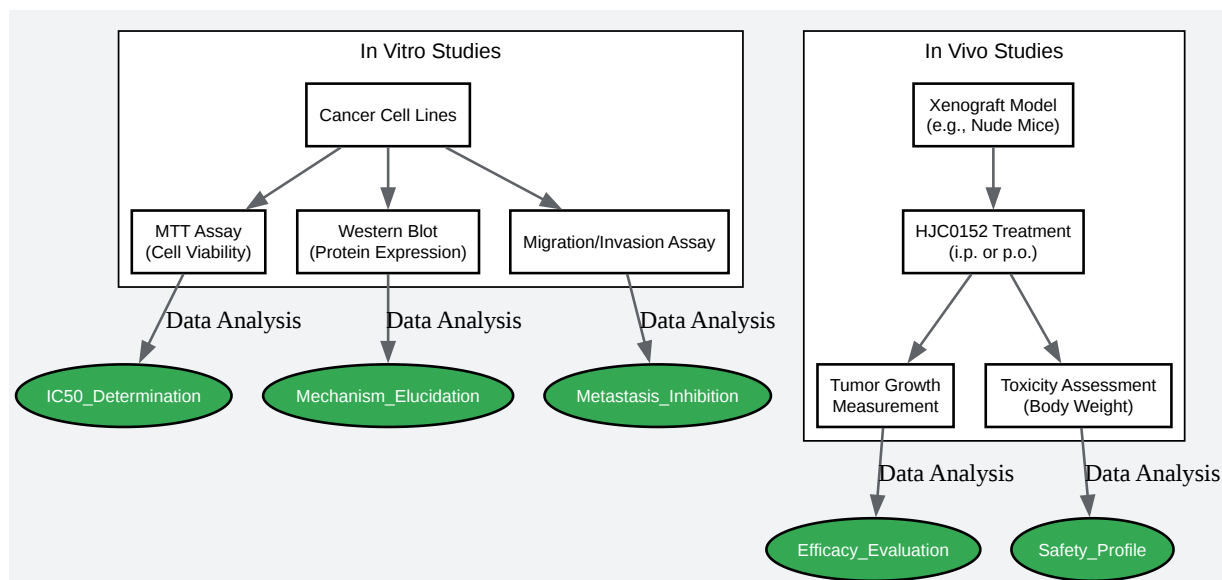 In Vitro Studies
Cancer Cell Lines
MTT Assay
(Cell Viability)
Western Blot
(Protein Expression)
Migration/Invasion Assay
Data Analysis
Data Analysis
Data Analysis
IC50_Determination
Mechanism_Elucidation
Metastasis_Inhibition
In Vivo Studies
Xenograft Model
(e.g., Nude Mice)
HJC0152 Treatment
(i.p. or p.o.)
Tumor Growth
Measurement
Toxicity Assessment
(Body Weight)
Data Analysis
Data Analysis
Efficacy_Evaluation
Safety_Profile